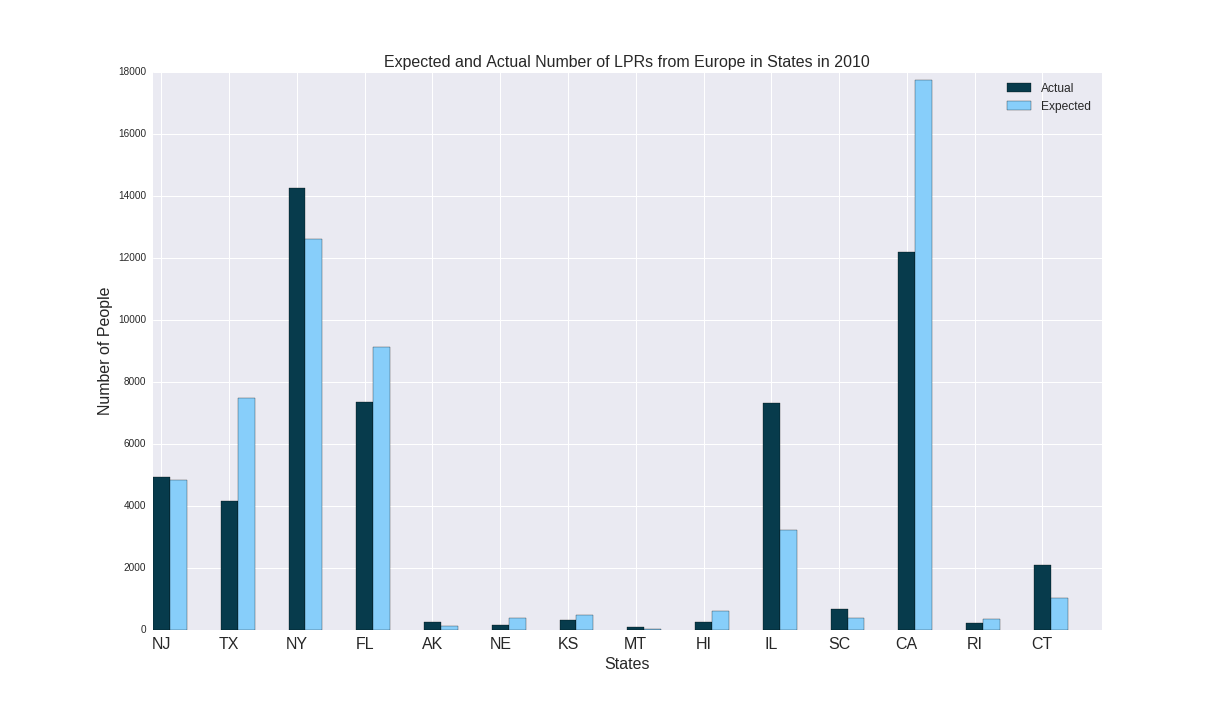 Expected and Actual Number of LPRs from Europe in States in 2010
Actual
Expected
18000
16000
14000
12000
10000
8000
6000
4000
2000
0
Number of People
NJ TX NY FL AK NE KS MT HI IL SC CA RI CT
States